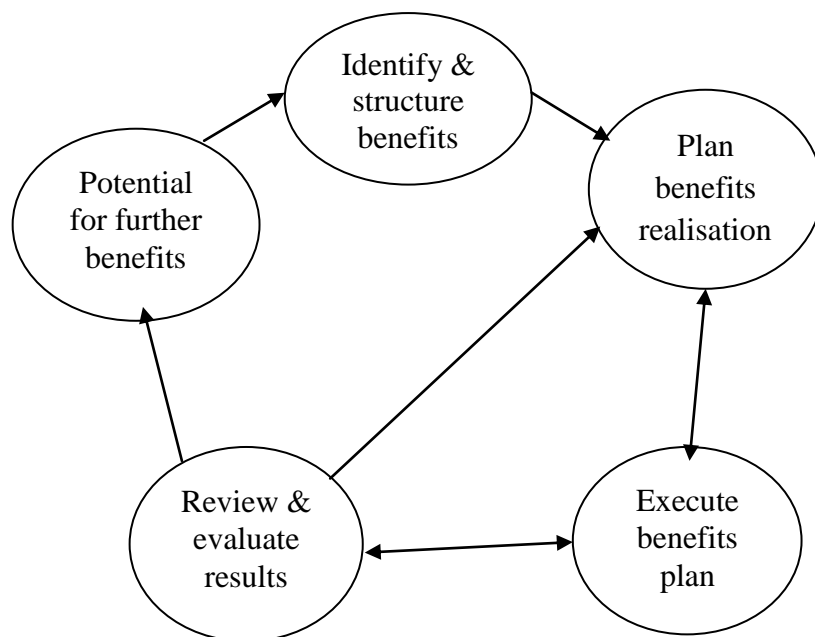 Identify &
structure
benefits
Plan
benefits
realisation
Potential
for further
benefits
Review &
evaluate
results
Execute
benefits
plan